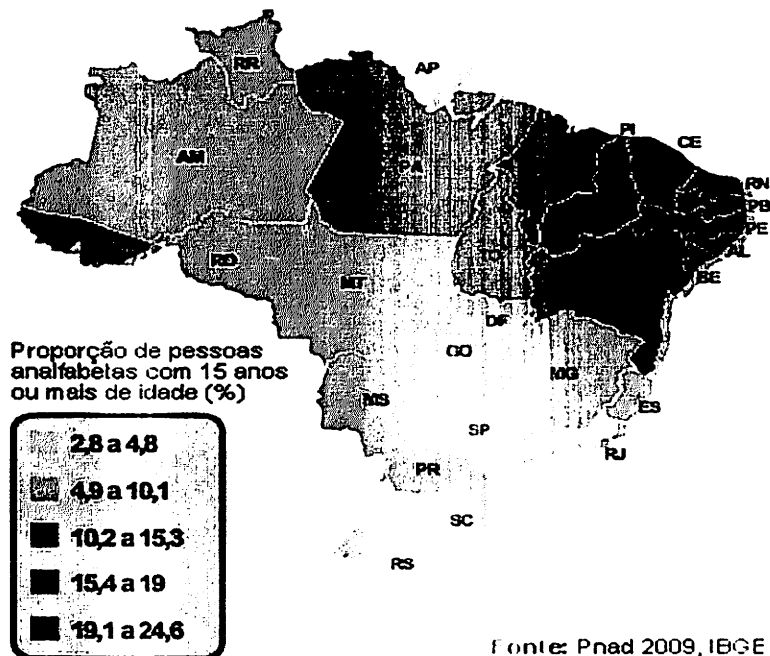 RR
AP
AM
PA
PI
CE
RN
PB
PE
AL
RO
MT
DF
GO
MG
MS
ES
SP
RJ
PR
SC
RS
Proporção de pessoas
analfabetas com 15 anos
ou mais de idade (%)
2,8 a 4,8
4,9 a 10,1
10,2 a 15,3
15,4 a 19
19,1 a 24,6
Fonte: Pnad 2009, IBGE